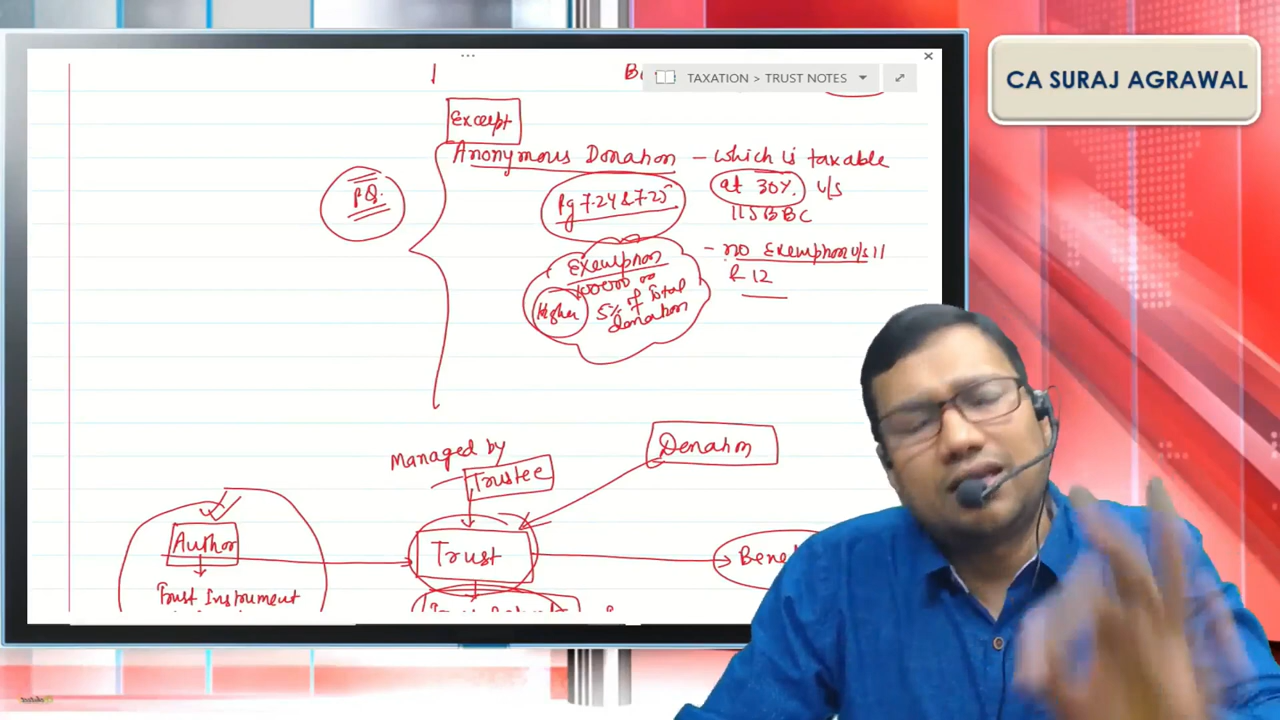 TAXATION > TRUST NOTES
CA SURAJ AGRAWAL
Except
Anonymous Donation - which is taxable
at 30%. u/s
115BBC
PQ.
Pg 7.24 & 7.25
- no Exemption u/s 11
& 12
Exemption
100000
Higher
5% of total
donation
Managed by
Trustee
Donation
Author
Trust
Trust Instrument